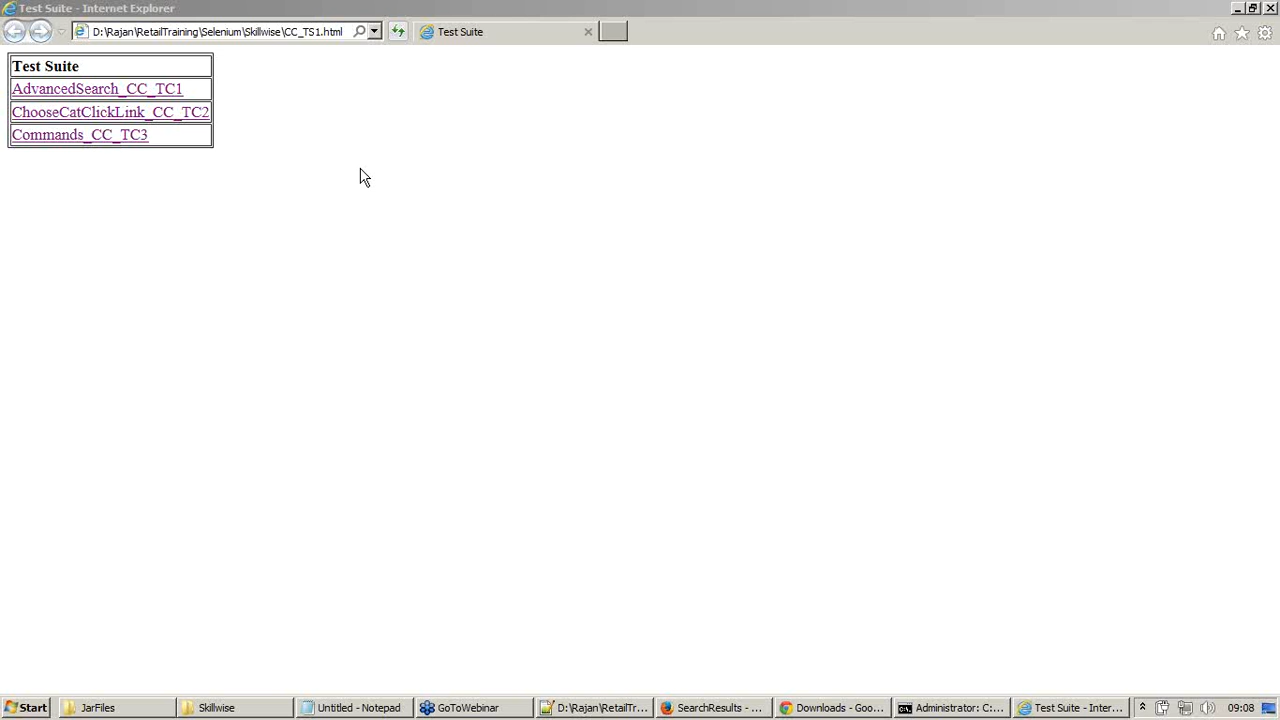 Test Suite - Internet Explorer
D:\Rajan\RetailTraining\Selenium\Skillwise\CC_TS1.html
Test Suite
Test Suite
AdvancedSearch_CC_TC1
ChooseCatClickLink_CC_TC2
Commands_CC_TC3
Start
JarFiles
Skillwise
Untitled - Notepad
GoToWebinar
D:\Rajan\RetailTr...
SearchResults - ...
Downloads - Goo...
Administrator: C:...
Test Suite - Inter...
09:08